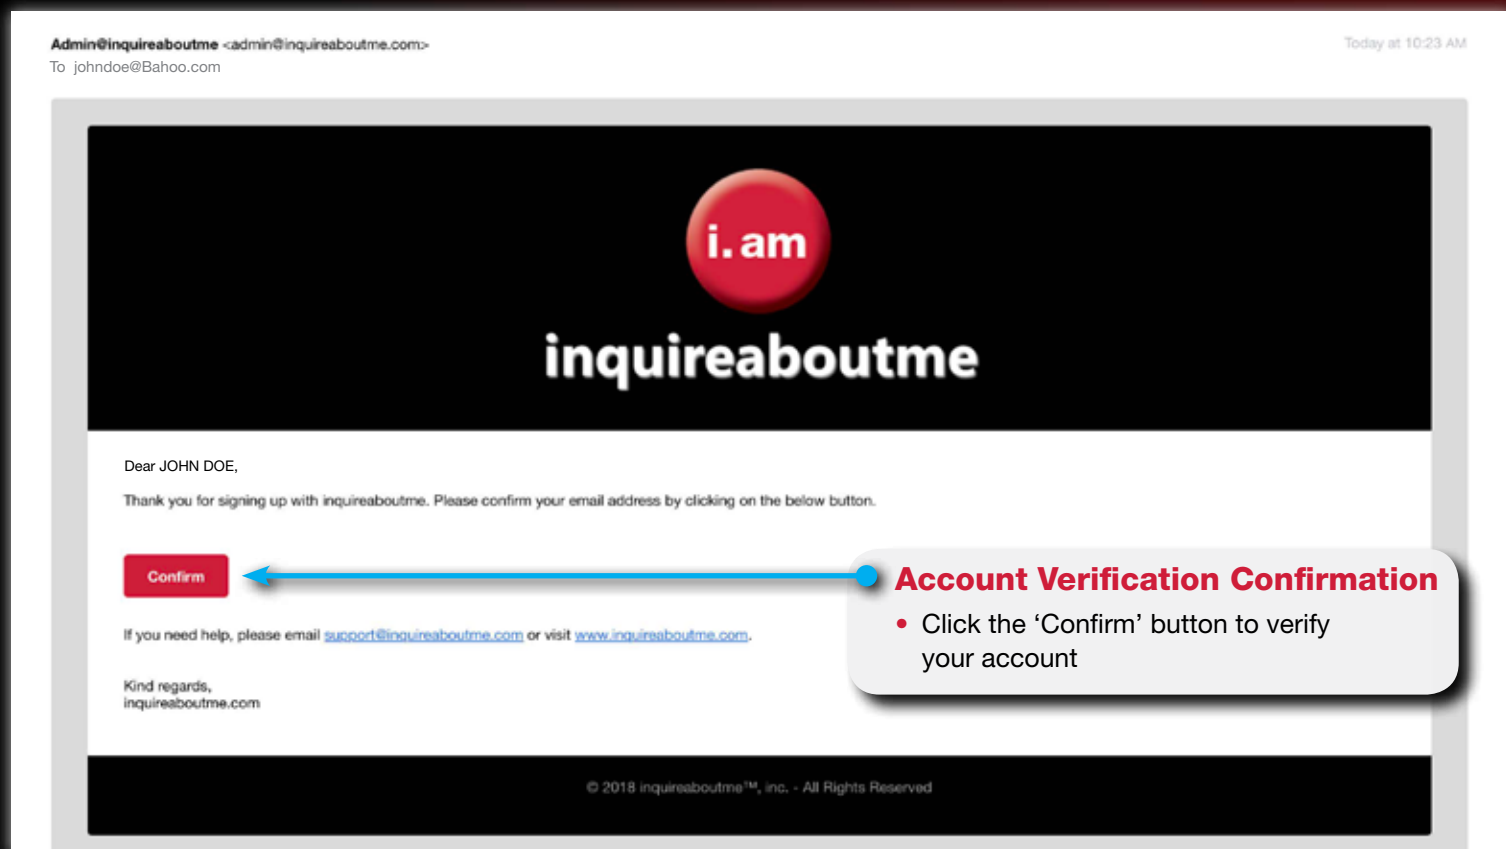 Admin@inquireaboutme <admin@inquireaboutme.com>
Today at 10:23 AM
To johndoe@Bahoo.com
i.am
inquireaboutme
Dear JOHN DOE,
Thank you for signing up with inquireaboutme. Please confirm your email address by clicking on the below button.
Confirm
Account Verification Confirmation
• Click the ‘Confirm’ button to verify
your account
If you need help, please email support@inquireaboutme.com or visit www.inquireaboutme.com.
Kind regards,
inquireaboutme.com
© 2018 inquireaboutme™, inc. - All Rights Reserved